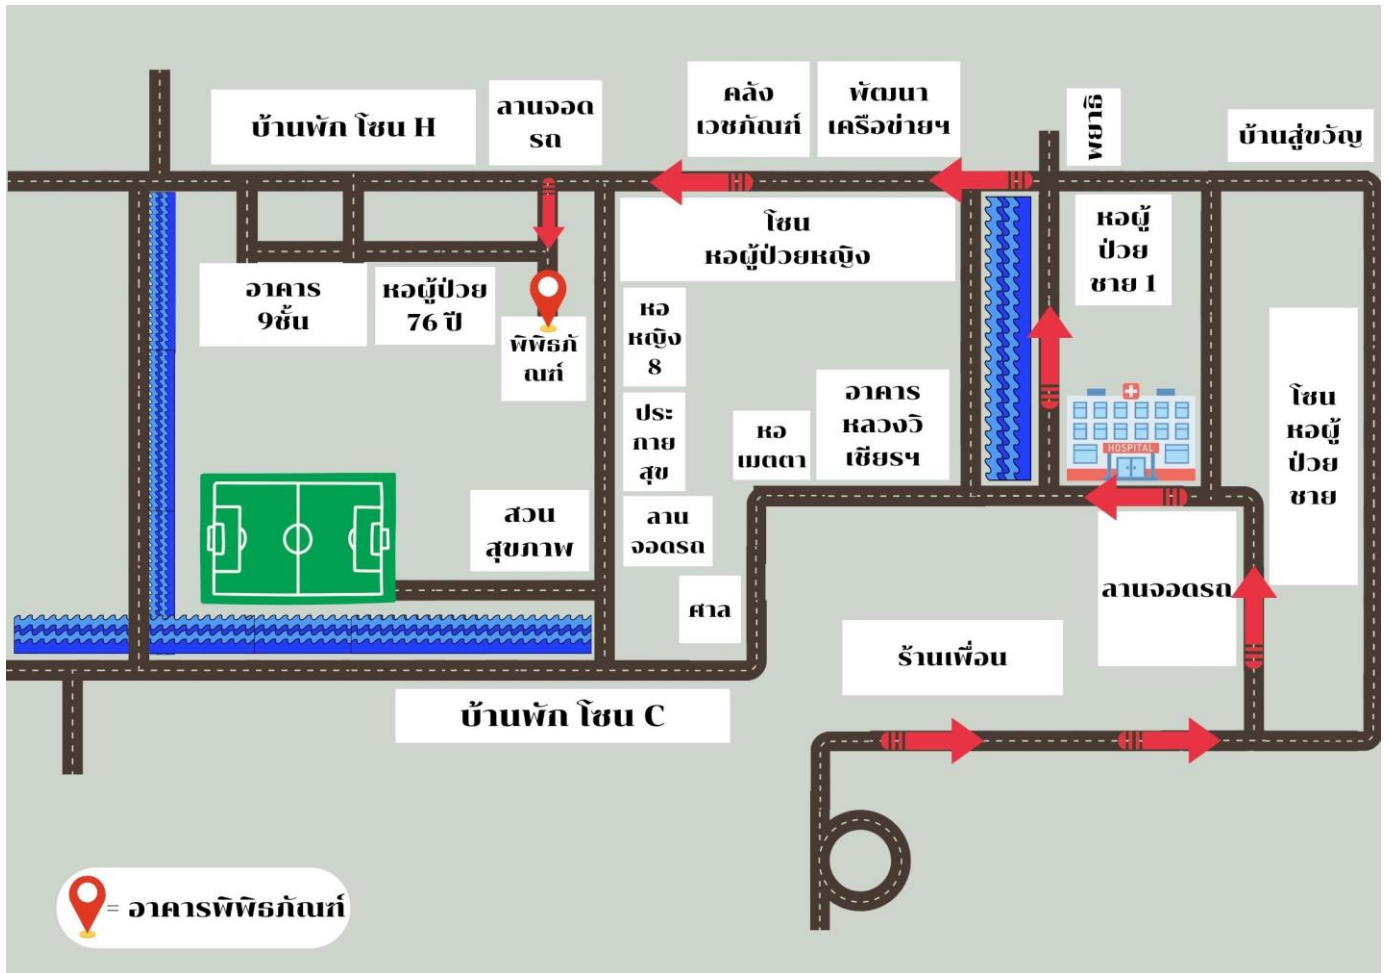 บ้านพัก โซน H
ลานจอด
รถ
คลัง
เวชภัณฑ์
พัฒนา
เครือข่ายฯ
พยาธิ
บ้านสู่ขวัญ
โซน
หอผู้ป่วยหญิง
หอผู้
ป่วย
ชาย 1
อาคาร
9ชั้น
หอผู้ป่วย
76 ปี
พิพิธภั
ณฑ์
หอ
หญิง
8
ประ
กาย
สุข
หอ
เมตตา
อาคาร
หลวงวิ
เชียรฯ
HOSPITAL
โซน
หอผู้
ป่วย
ชาย
สวน
สุขภาพ
ลาน
จอดรถ
ศาล
ลานจอดรถ
ร้านเพื่อน
บ้านพัก โซน C
= อาคารพิพิธภัณฑ์